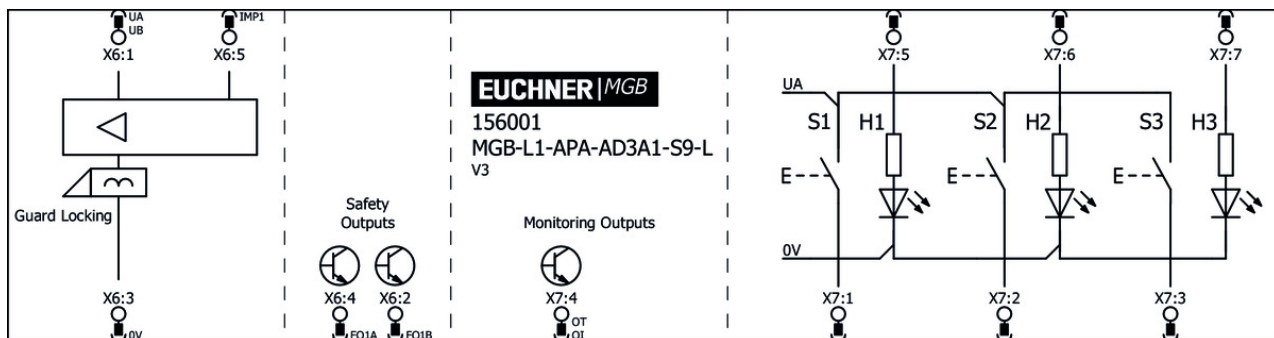 UA
UB
IMP1
X6:1
X6:5
X7:5
X7:6
X7:7
EUCHNER MGB
156001
MGB-L1-APA-AD3A1-S9-L
V3
UA
S1
H1
S2
H2
S3
H3
E
E
E
Guard Locking
Safety
Outputs
Monitoring Outputs
0V
X6:3
X6:4
X6:2
X7:4
X7:1
X7:2
X7:3
0V
FO1A
FO1B
OT
OI